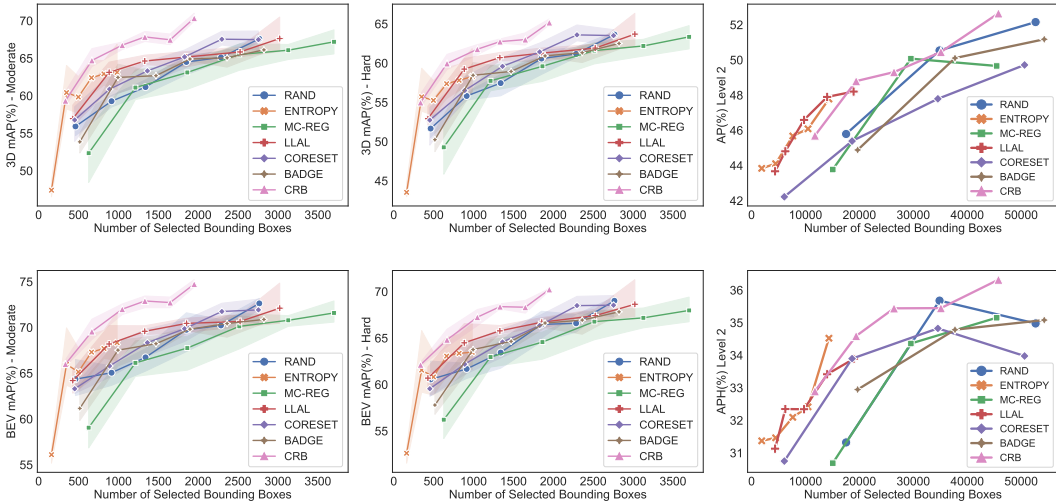 3D mAP(%) - Moderate
70
65
60
55
50
RAND
ENTROPY
MC-REG
LLAL
CORESET
BADGE
CRB
0 500 1000 1500 2000 2500 3000 3500
Number of Selected Bounding Boxes
3D mAP(%) - Hard
65
60
55
50
45
RAND
ENTROPY
MC-REG
LLAL
CORESET
BADGE
CRB
0 500 1000 1500 2000 2500 3000 3500
Number of Selected Bounding Boxes
AP(%) Level 2
52
50
48
46
44
42
RAND
ENTROPY
MC-REG
LLAL
CORESET
BADGE
CRB
0 10000 20000 30000 40000 50000
Number of Selected Bounding Boxes
BEV mAP(%) - Moderate
75
70
65
60
55
RAND
ENTROPY
MC-REG
LLAL
CORESET
BADGE
CRB
0 500 1000 1500 2000 2500 3000 3500
Number of Selected Bounding Boxes
BEV mAP(%) - Hard
70
65
60
55
RAND
ENTROPY
MC-REG
LLAL
CORESET
BADGE
CRB
0 500 1000 1500 2000 2500 3000 3500
Number of Selected Bounding Boxes
APH(%) Level 2
36
35
34
33
32
31
RAND
ENTROPY
MC-REG
LLAL
CORESET
BADGE
CRB
0 10000 20000 30000 40000 50000
Number of Selected Bounding Boxes